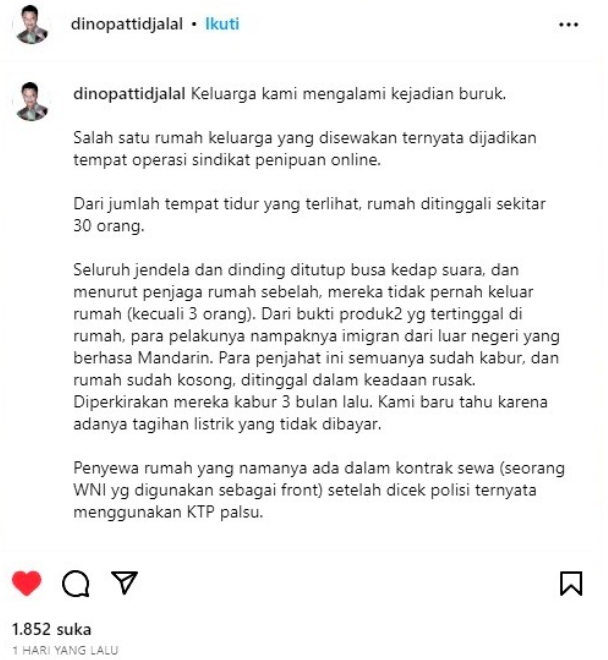 dinopattidjalal • Ikuti
dinopattidjalal Keluarga kami mengalami kejadian buruk.
Salah satu rumah keluarga yang disewakan ternyata dijadikan
tempat operasi sindikat penipuan online.
Dari jumlah tempat tidur yang terlihat, rumah ditinggali sekitar
30 orang.
Seluruh jendela dan dinding ditutup busa kedap suara, dan
menurut penjaga rumah sebelah, mereka tidak pernah keluar
rumah (kecuali 3 orang). Dari bukti produk2 yg tertinggal di
rumah, para pelakunya nampaknya imigran dari luar negeri yang
berhasa Mandarin. Para penjahat ini semuanya sudah kabur, dan
rumah sudah kosong, ditinggal dalam keadaan rusak.
Diperkirakan mereka kabur 3 bulan lalu. Kami baru tahu karena
adanya tagihan listrik yang tidak dibayar.
Penyewa rumah yang namanya ada dalam kontrak sewa (seorang
WNI yg digunakan sebagai front) setelah dicek polisi ternyata
menggunakan KTP palsu.
1.852 suka
1 HARI YANG LALU